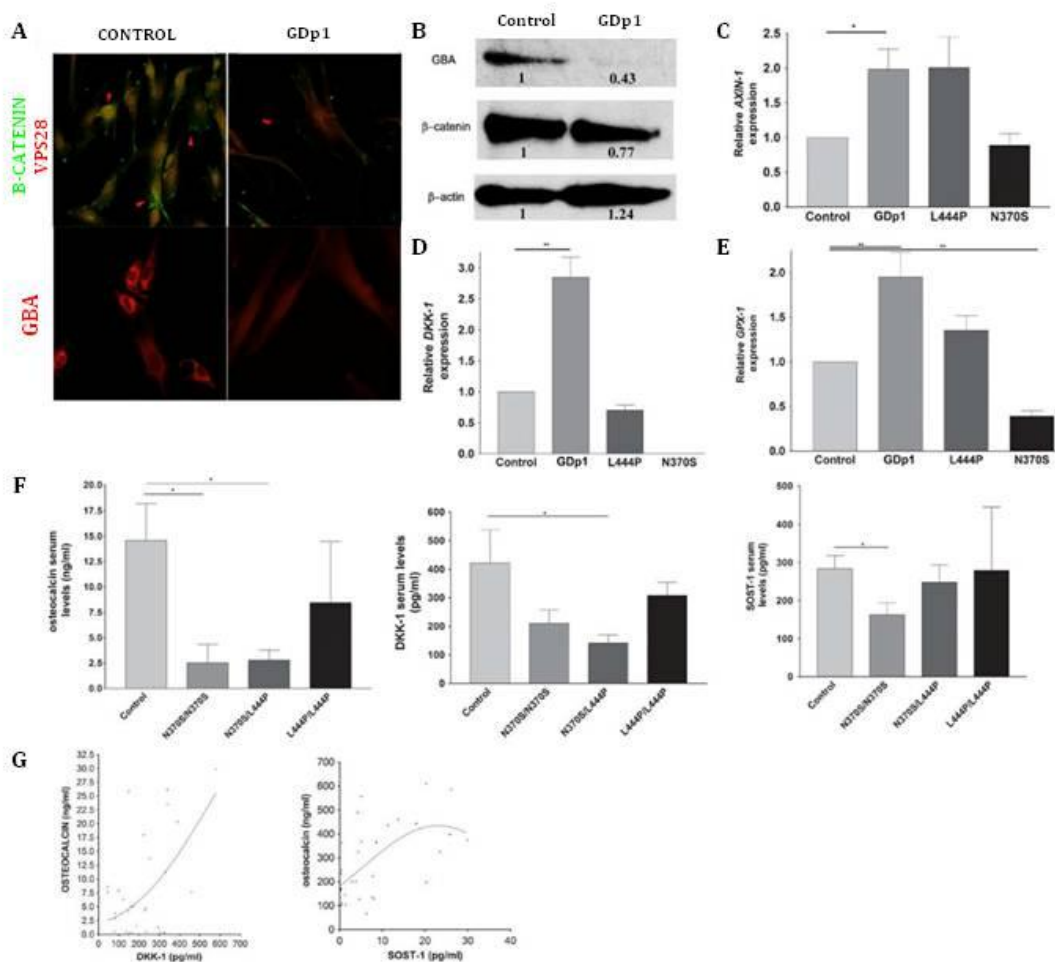 A
CONTROL
GDp1
B-CATENIN
VPS28
GBA
B
Control
GDp1
GBA
1
0.43
β-catenin
1
0.77
β-actin
1
1.24
C
Relative AXIN-1
expression
2.5
2.0
1.5
1.0
0.5
0.0
*
Control
GDp1
L444P
N370S
D
Relative DKK-1
expression
3.0
2.5
2.0
1.5
1.0
0.5
0.0
**
Control
GDp1
L444P
N370S
E
Relative GPX-1
expression
2.0
1.5
1.0
0.5
0.0
**
**
Control
GDp1
L444P
N370S
F
osteocalcin serum
levels (ng/ml)
20.0
17.5
15.0
12.5
10.0
7.5
5.0
2.5
0.0
*
*
Control
N370S/N370S
N370S/L444P
L444P/L444P
DKK-1 serum levels
(pg/ml)
600
500
400
300
200
100
0
*
Control
N370S/N370S
N370S/L444P
L444P/L444P
SOST-1 serum
levels (pg/ml)
500
400
300
200
100
0
*
Control
N370S/N370S
N370S/L444P
L444P/L444P
G
OSTEOCALCIN (ng/ml)
32.5
30.0
27.5
25.0
22.5
20.0
17.5
15.0
12.5
10.0
7.5
5.0
2.5
0.0
0 100 200 300 400 500 600 700
DKK-1 (pg/ml)
osteocalcin (ng/ml)
700
600
500
400
300
200
100
0
0 10 20 30 40
SOST-1 (pg/ml)